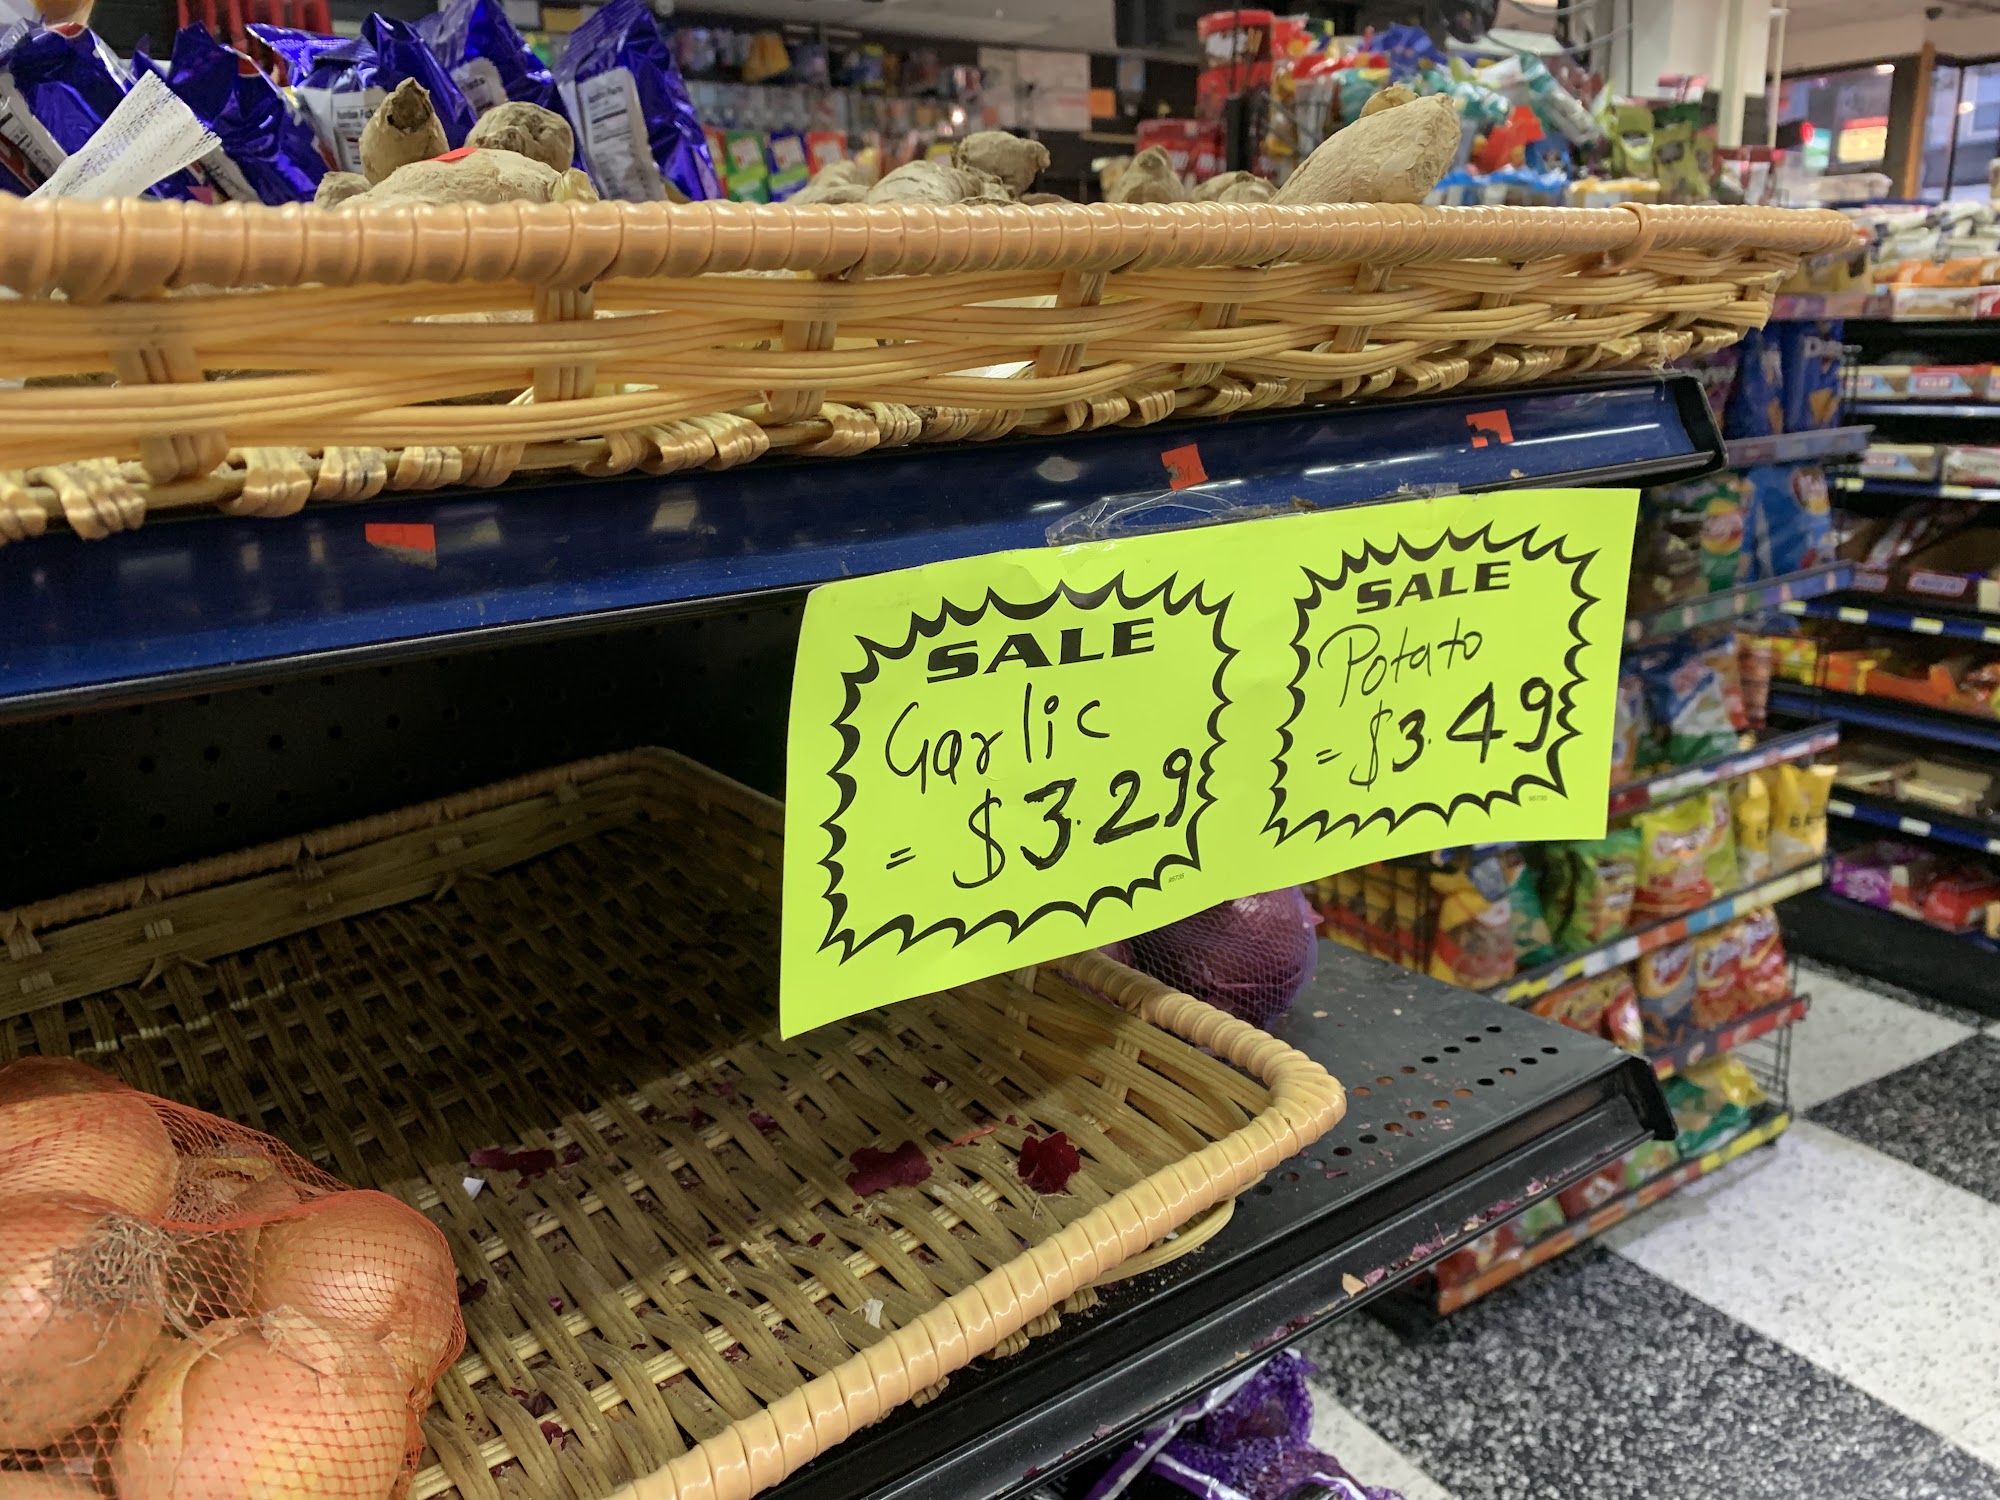 SALE
Garlic
= $3.29
SALE
Potato
= $3.49